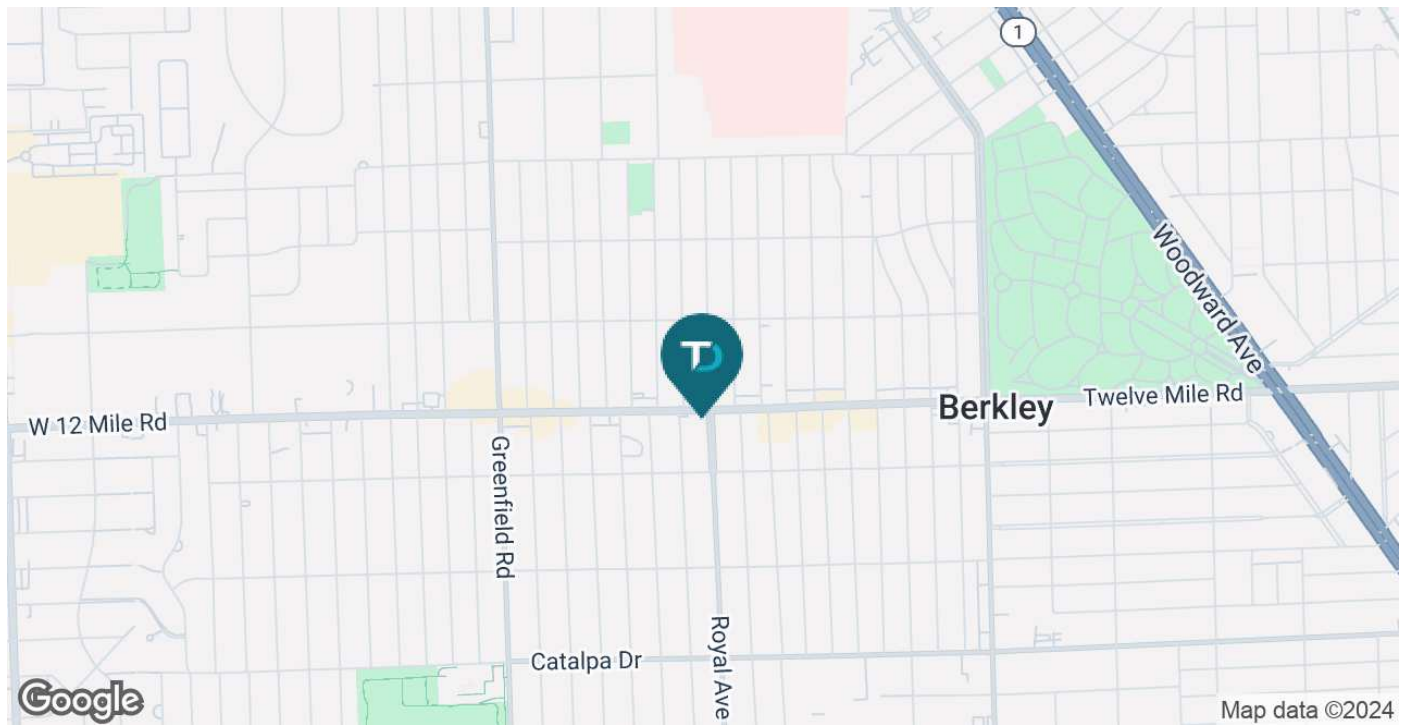 1
Woodward Ave
TD
Berkley
Twelve Mile Rd
W 12 Mile Rd
Greenfield Rd
Royal Ave
Catalpa Dr
Google
Map data ©2024